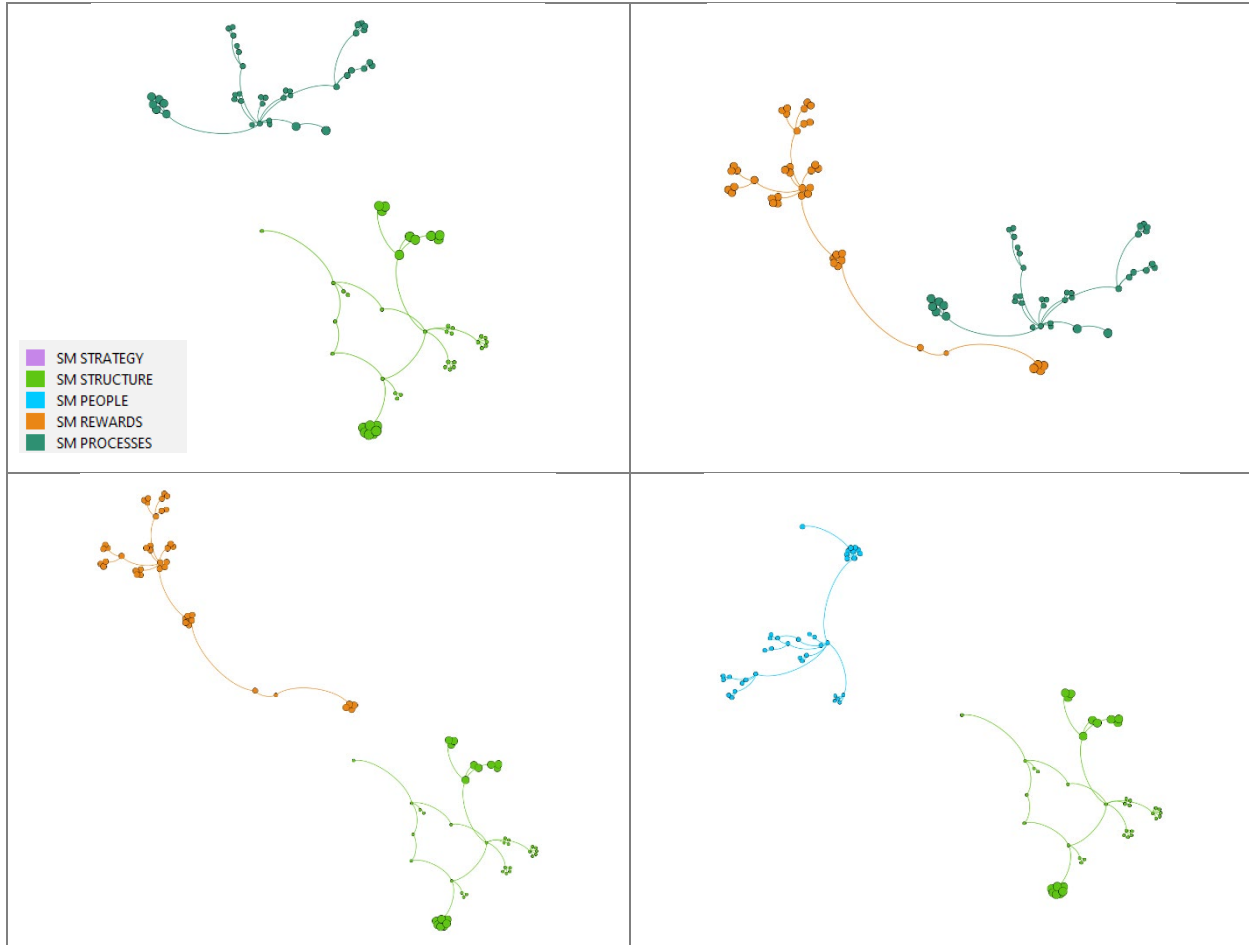 SM STRATEGY
SM STRUCTURE
SM PEOPLE
SM REWARDS
SM PROCESSES